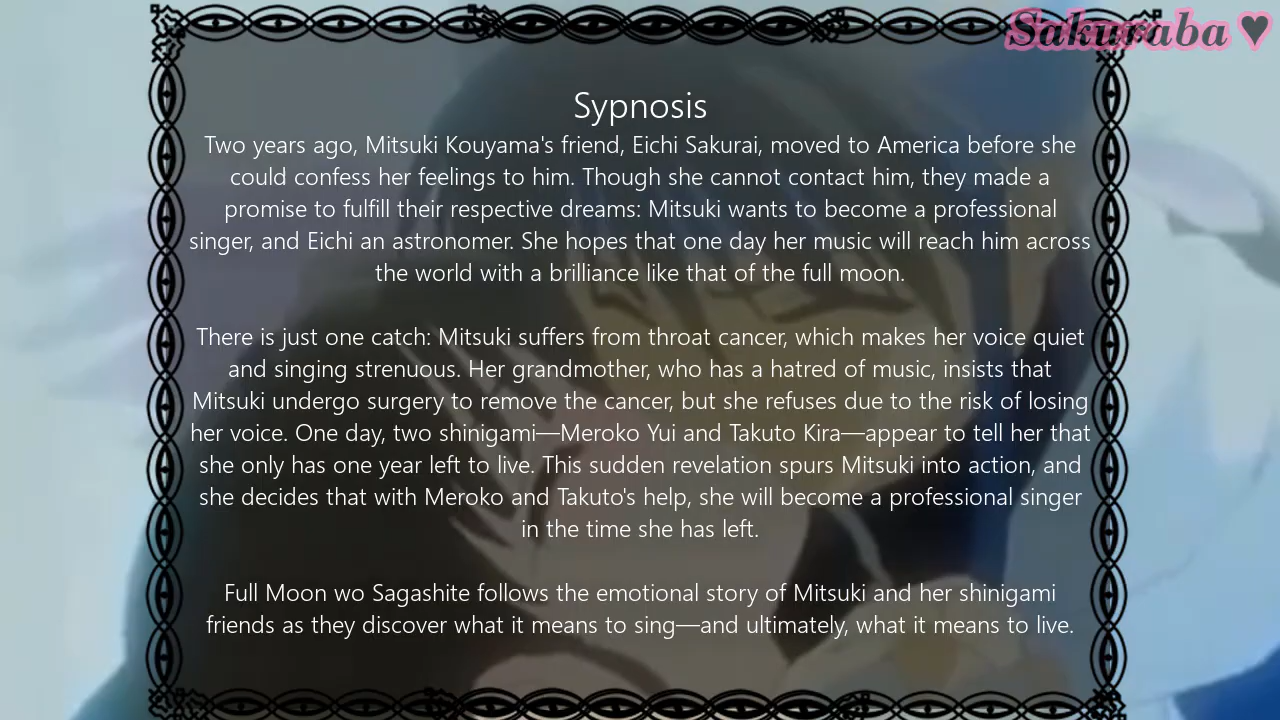 Sakuraba ♥
Sypnosis
Two years ago, Mitsuki Kouyama's friend, Eichi Sakurai, moved to America before she
could confess her feelings to him. Though she cannot contact him, they made a
promise to fulfill their respective dreams: Mitsuki wants to become a professional
singer, and Eichi an astronomer. She hopes that one day her music will reach him across
the world with a brilliance like that of the full moon.
There is just one catch: Mitsuki suffers from throat cancer, which makes her voice quiet
and singing strenuous. Her grandmother, who has a hatred of music, insists that
Mitsuki undergo surgery to remove the cancer, but she refuses due to the risk of losing
her voice. One day, two shinigami—Meroko Yui and Takuto Kira—appear to tell her that
she only has one year left to live. This sudden revelation spurs Mitsuki into action, and
she decides that with Meroko and Takuto's help, she will become a professional singer
in the time she has left.
Full Moon wo Sagashite follows the emotional story of Mitsuki and her shinigami
friends as they discover what it means to sing—and ultimately, what it means to live.